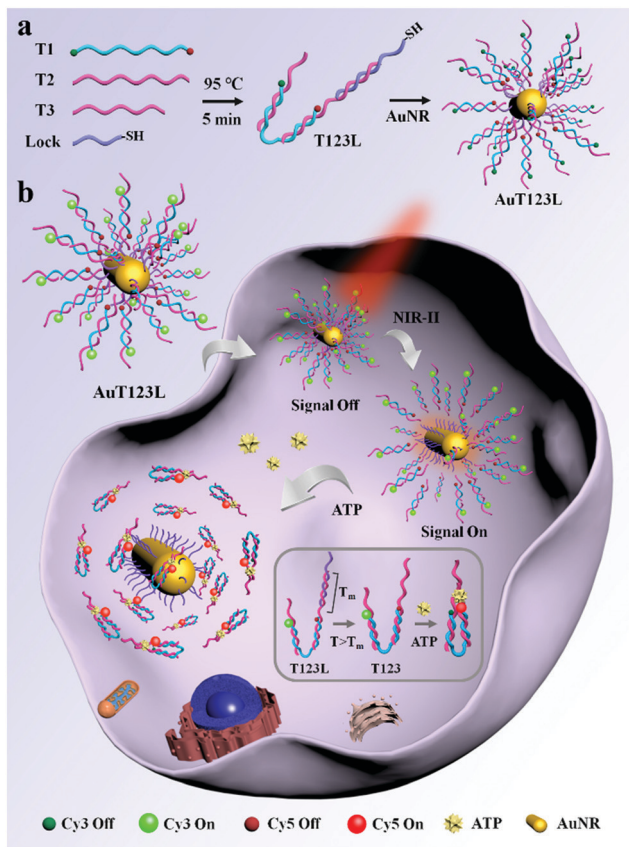 a
T1
T2
T3
Lock
-SH
95 °C
5 min
SH
T123L
AuNR
AuT123L
b
AuT123L
NIR-II
Signal Off
Signal On
ATP
Tm
T>Tm
ATP
T123L
T123
Cy3 Off
Cy3 On
Cy5 Off
Cy5 On
ATP
AuNR